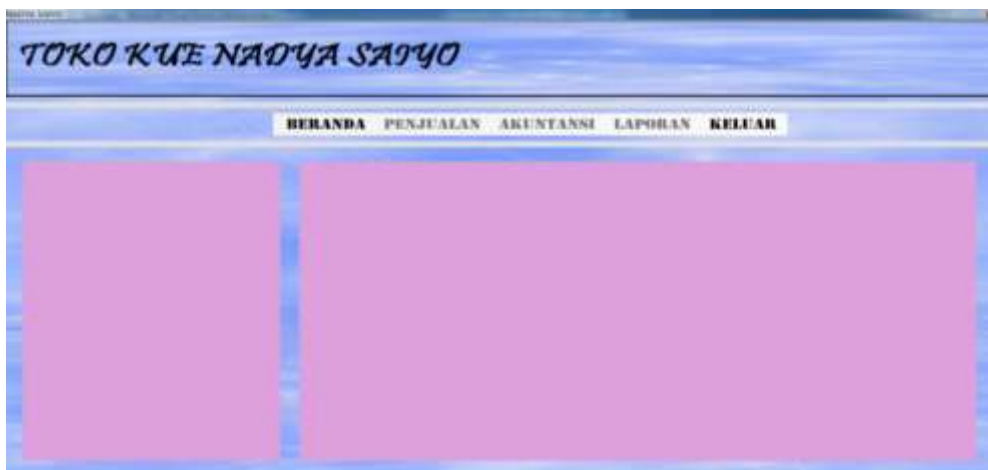 TOKO KUE NADYA SAIYO
BERANDA PENJUALAN AKUNTANSI LAPORAN KELUAR